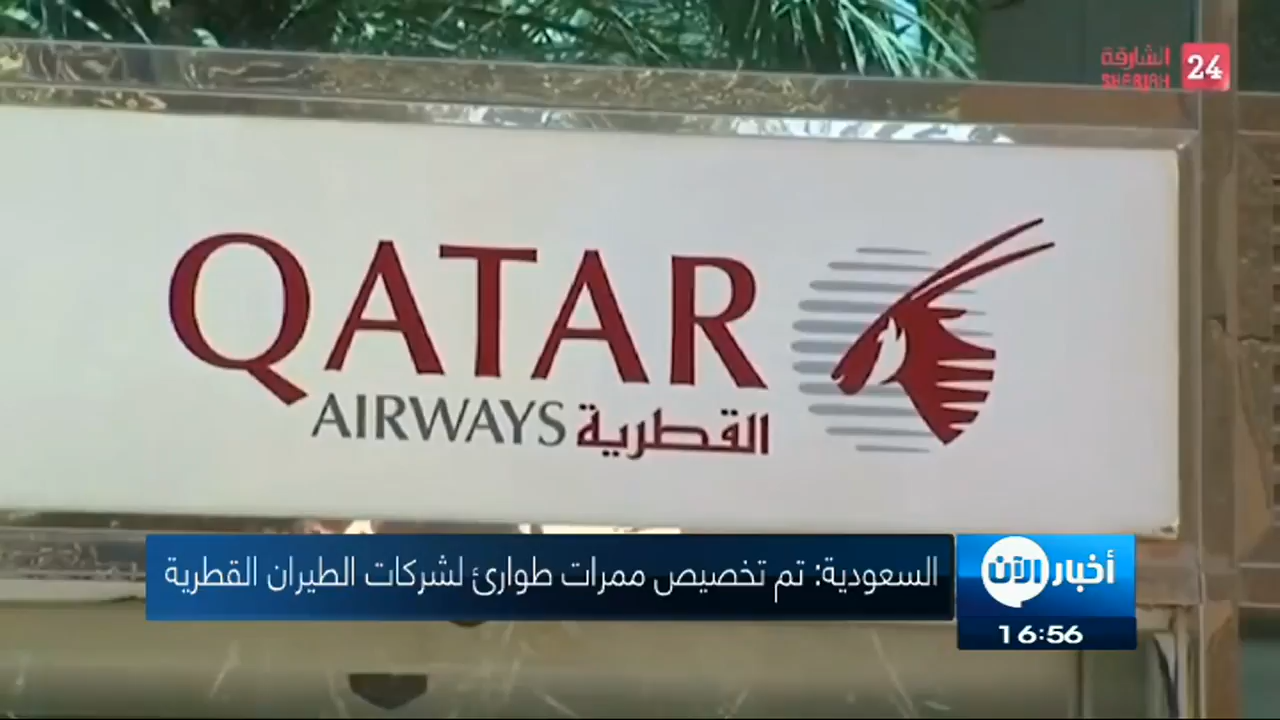 الشارقة 24
SHARJAH
QATAR
AIRWAYS القطرية
السعودية: تم تخصيص ممرات طوارئ لشركات الطيران القطرية
أخبار الآن
16:56